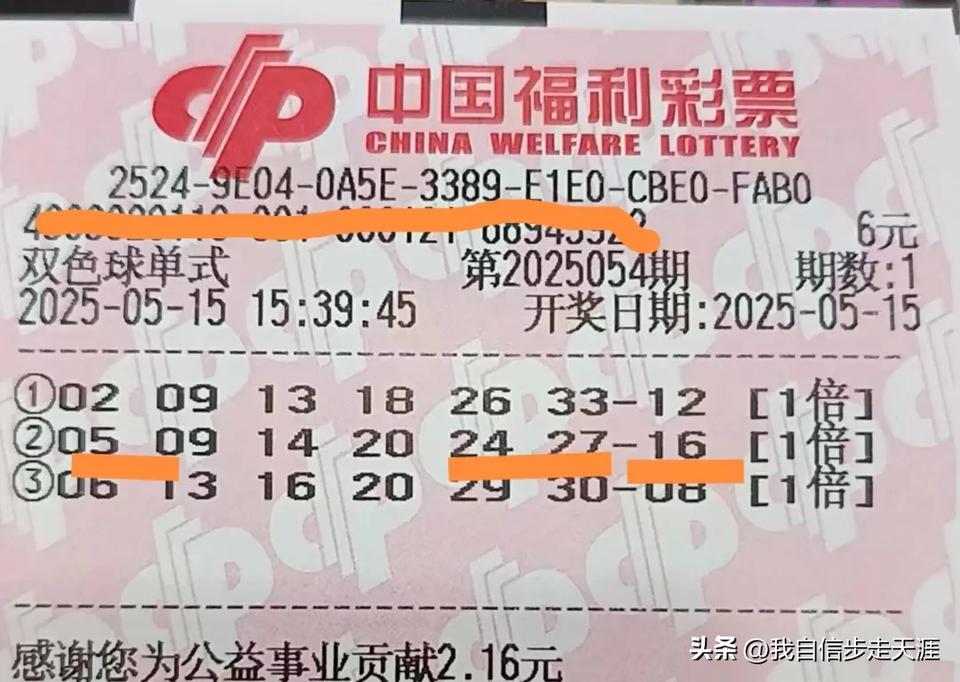 中国福利彩票
CHINA WELFARE LOTTERY
2524-9E04-0A5E-3389-E1E0-CBE0-FAB0
6元
双色球单式 第2025054期 期数:1
2025-05-15 15:39:45 开奖日期:2025-05-15
①02 09 13 18 26 33-12 [1倍]
②05 09 14 20 24 27-16 [1倍]
③06 13 16 20 29 30-08 [1倍]
感谢您为公益事业贡献2.16元
头条 @我自信步走天涯